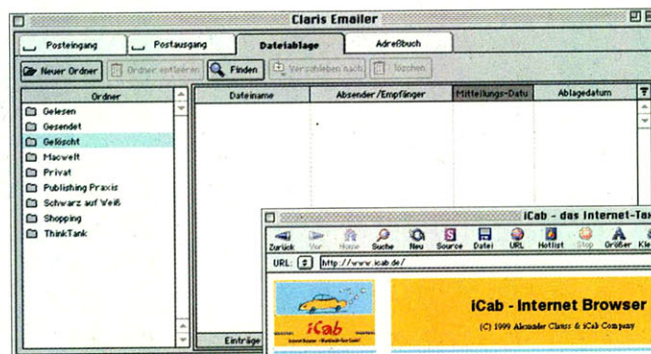 Claris Emailer
Posteingang Postausgang Dateiablage Adreßbuch
Neuer Ordner Ordner entleeren Finden Verschieben nach löschen
Ordner Dateiname Absender/Empfänger Mitteilungs-Datu Ablagedatum
Gelesen
Gesendet
Gelöscht
Macwelt
Privat
Publishing Praxis
Schwarz auf Weiß
Shopping
ThinkTank
Einträge
iCab - das Internet-Tax
Zurück Vor Home Suche Neu Source Datei URL Hotlist Stop Größer Kle
URL: http://www.icab.de/
iCab
iCab - Internet Browser
(C) 1999 Alexander Clauss & iCab Company